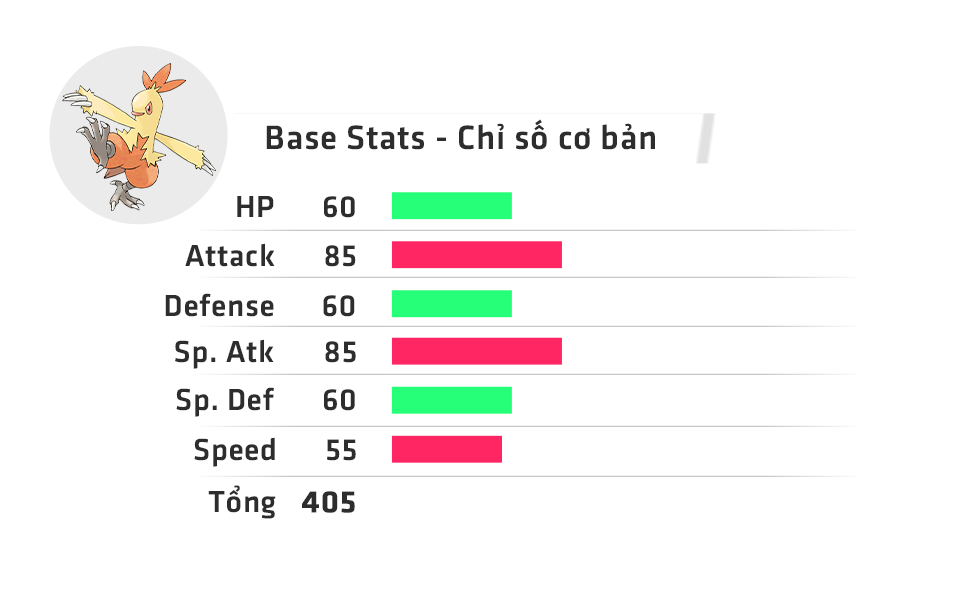 Base Stats - Chỉ số cơ bản
HP 60
Attack 85
Defense 60
Sp. Atk 85
Sp. Def 60
Speed 55
Tổng 405